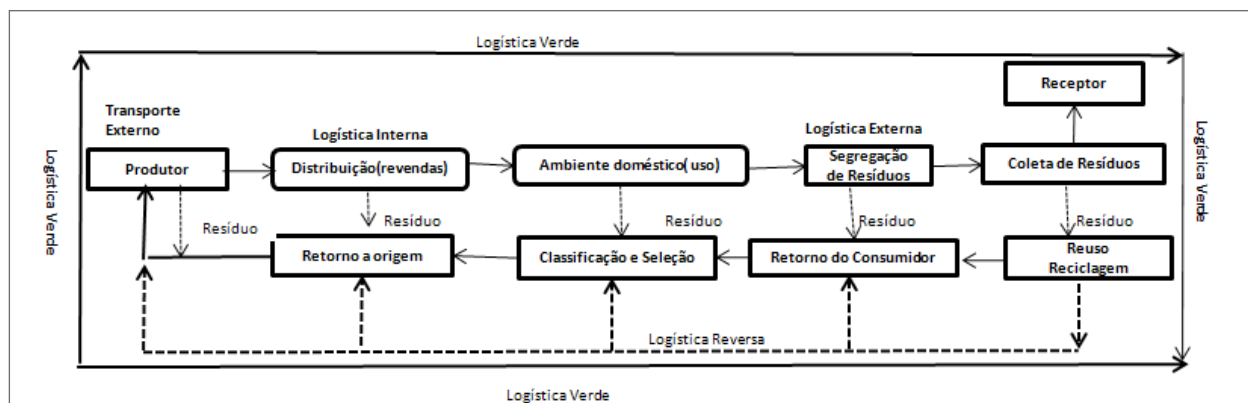 Logística Verde
Receptor
Transporte
Externo
Logística Interna
Logística Externa
Logística Verde
Logística Verde
Produtor
Distribuição(revendas)
Ambiente doméstico( uso)
Segregação
de Resíduos
Coleta de Resíduos
Resíduo
Resíduo
Resíduo
Resíduo
Resíduo
Retorno a origem
Classificação e Seleção
Retorno do Consumidor
Reuso
Reciclagem
Logística Reversa
Logística Verde